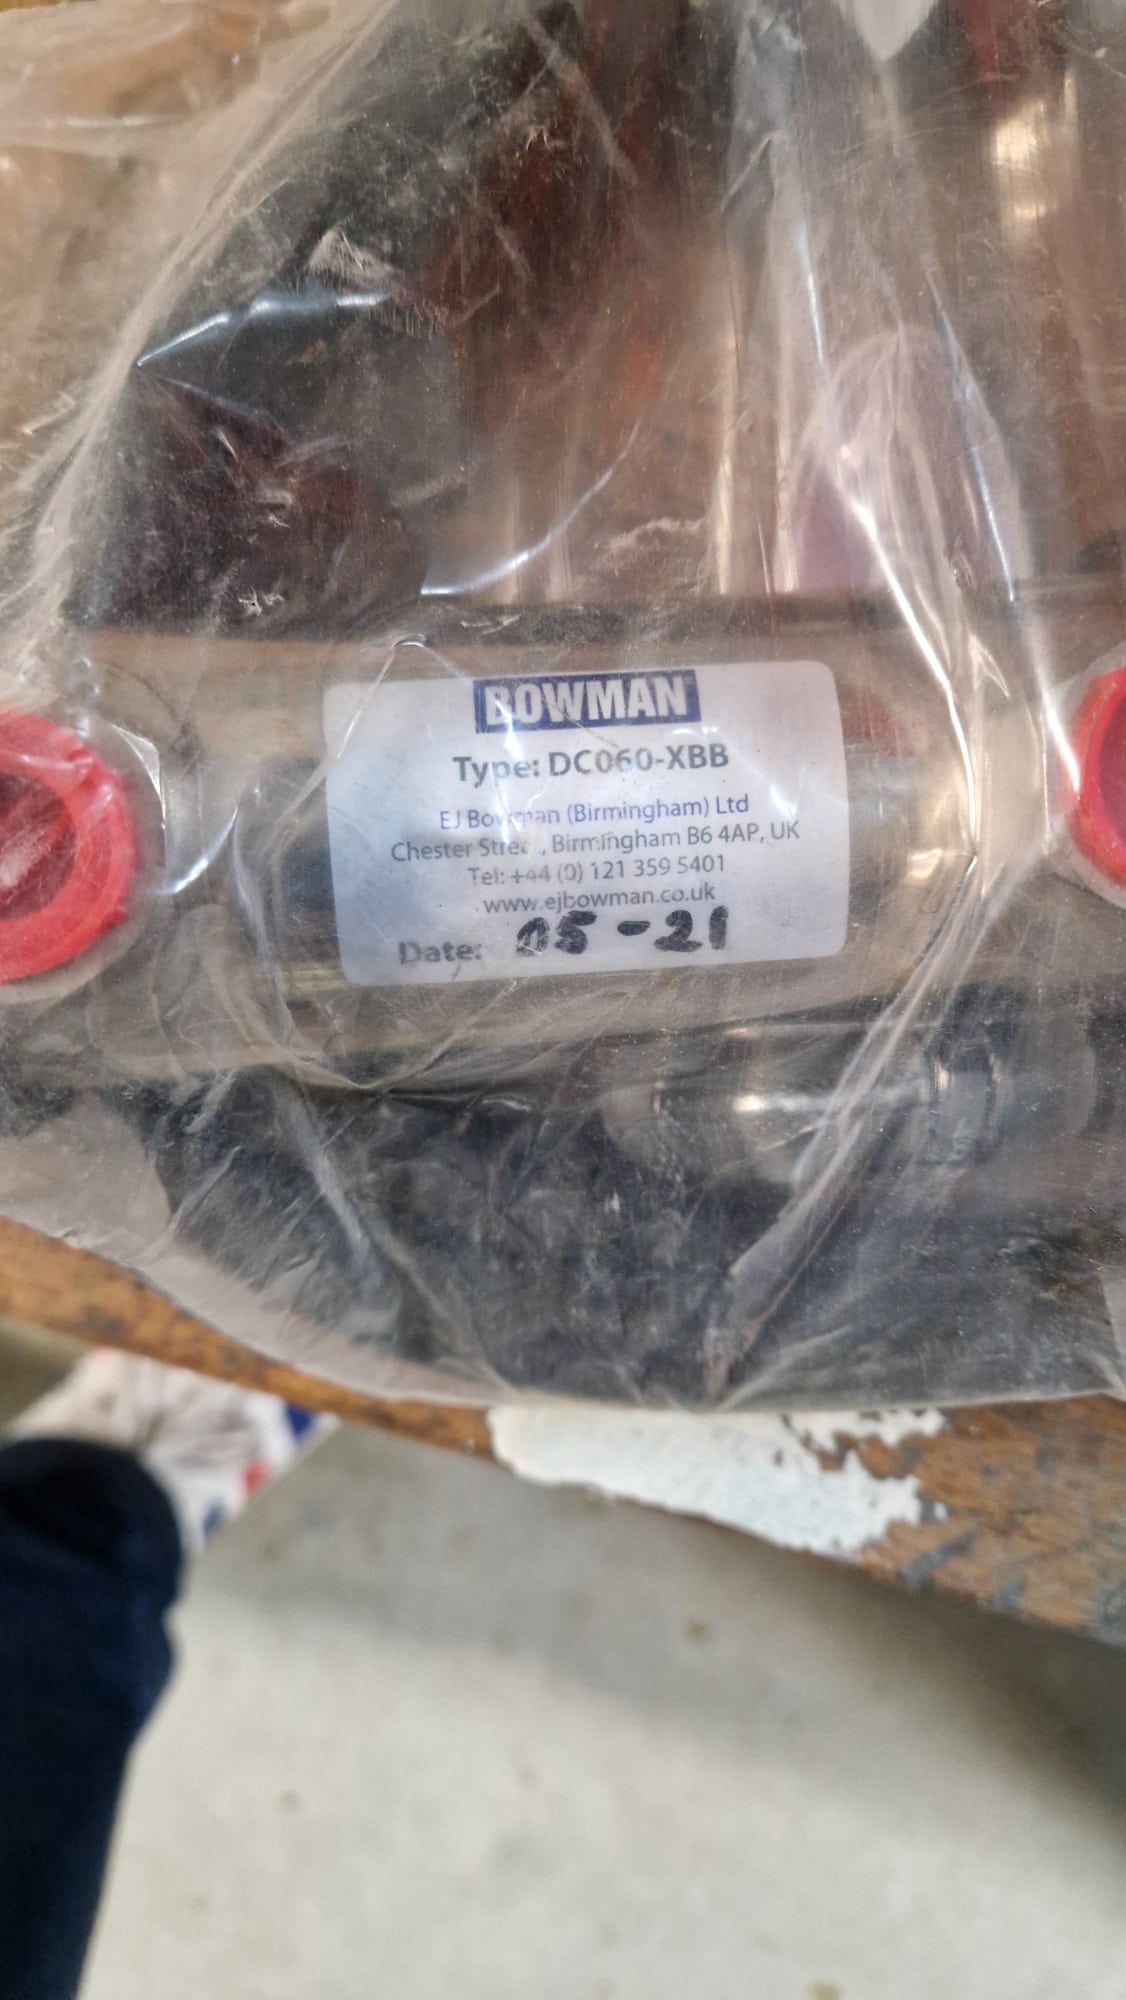 BOWMAN
Type: DC060-XBB
EJ Bowman (Birmingham) Ltd
Chester Street, Birmingham B6 4AP, UK
Tel: +44 (0) 121 359 5401
www.ejbowman.co.uk
Date: 05-21